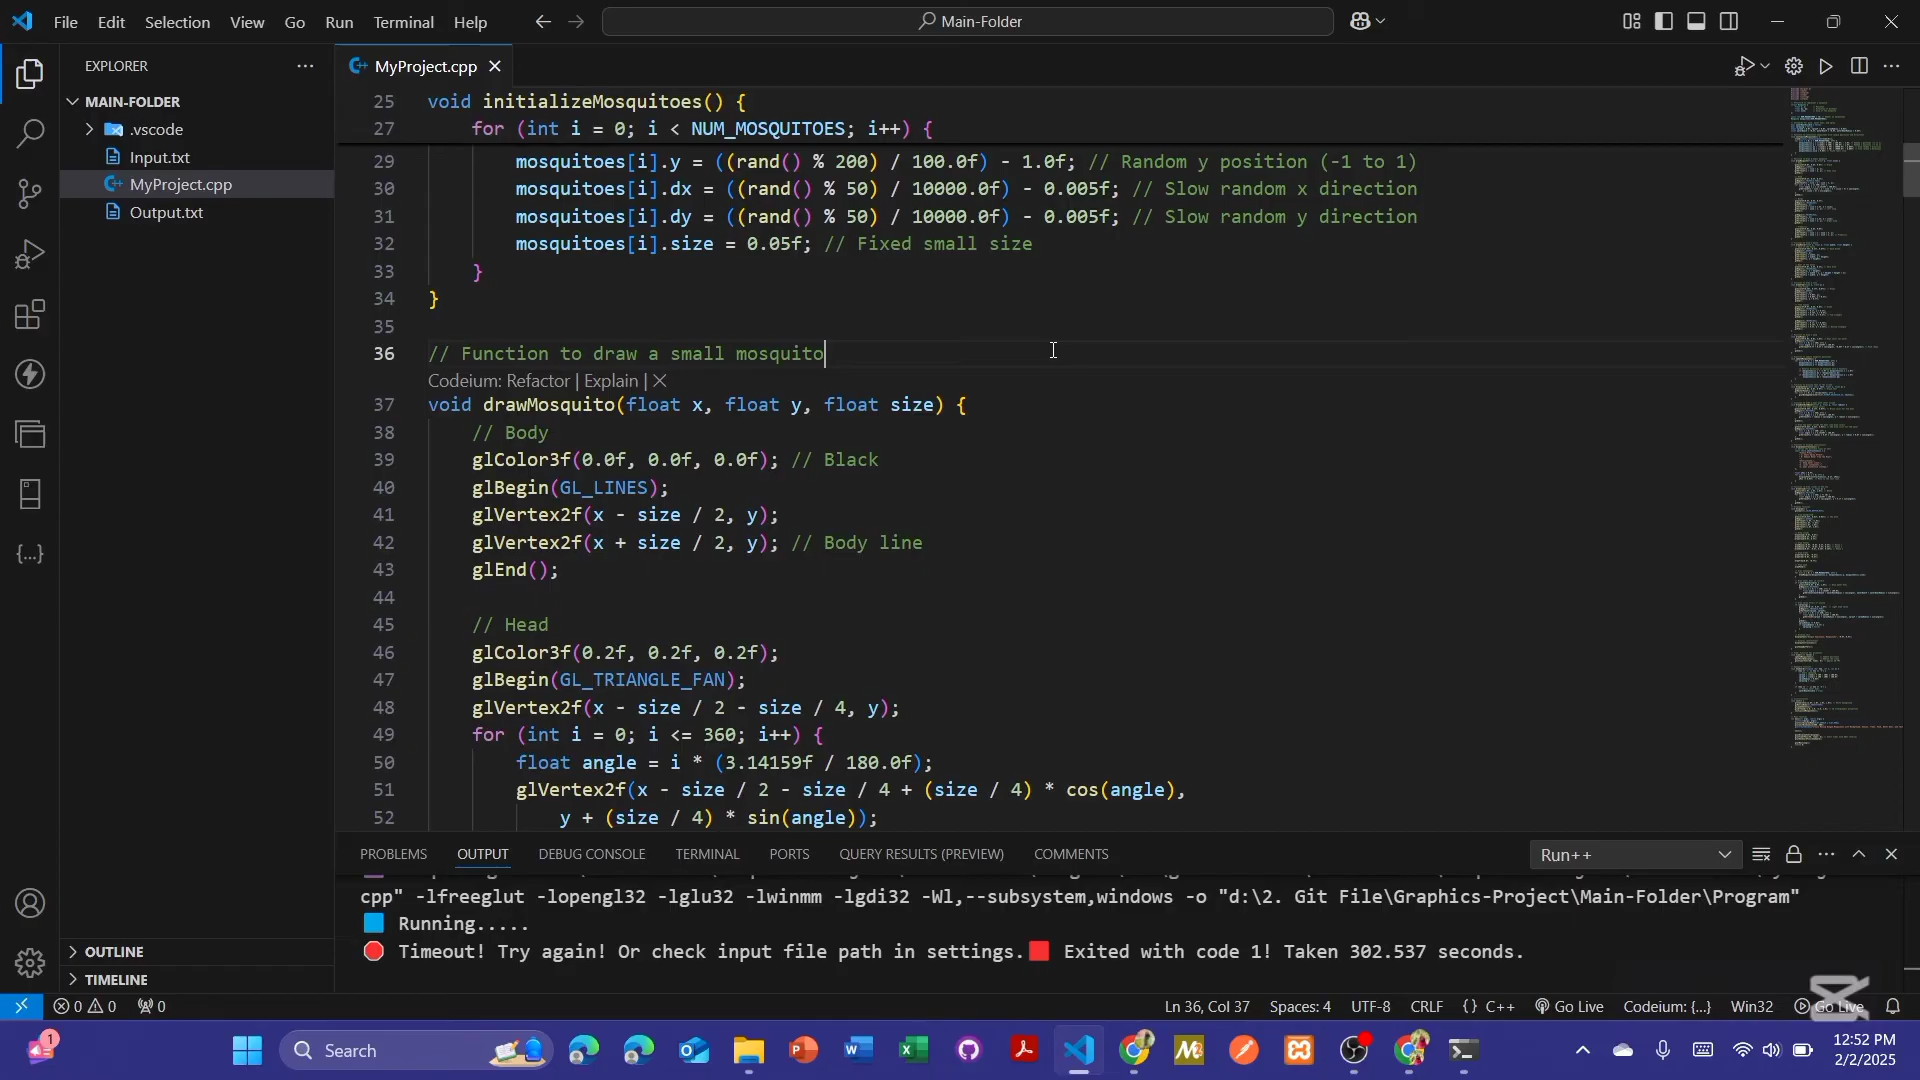 File Edit Selection View Go Run Terminal Help
Main-Folder
EXPLORER
MyProject.cpp
MAIN-FOLDER
.vscode
Input.txt
MyProject.cpp
Output.txt
25 void initializeMosquitoes() {
27 for (int i = 0; i < NUM_MOSQUITOES; i++) {
29 mosquitoes[i].y = ((rand() % 200) / 100.0f) - 1.0f; // Random y position (-1 to 1)
30 mosquitoes[i].dx = ((rand() % 50) / 10000.0f) - 0.005f; // Slow random x direction
31 mosquitoes[i].dy = ((rand() % 50) / 10000.0f) - 0.005f; // Slow random y direction
32 mosquitoes[i].size = 0.05f; // Fixed small size
33 }
34 }
35
36 // Function to draw a small mosquito
Codeium: Refactor | Explain | X
37 void drawMosquito(float x, float y, float size) {
38 // Body
39 glColor3f(0.0f, 0.0f, 0.0f); // Black
40 glBegin(GL_LINES);
41 glVertex2f(x - size / 2, y);
42 glVertex2f(x + size / 2, y); // Body line
43 glEnd();
44
45 // Head
46 glColor3f(0.2f, 0.2f, 0.2f);
47 glBegin(GL_TRIANGLE_FAN);
48 glVertex2f(x - size / 2 - size / 4, y);
49 for (int i = 0; i <= 360; i++) {
50 float angle = i * (3.14159f / 180.0f);
51 glVertex2f(x - size / 2 - size / 4 + (size / 4) * cos(angle),
52 y + (size / 4) * sin(angle));
PROBLEMS OUTPUT DEBUG CONSOLE TERMINAL PORTS QUERY RESULTS (PREVIEW) COMMENTS
Run++
cpp" -lfreeglut -lopengl32 -lglu32 -lwinmm -lgdi32 -Wl,--subsystem,windows -o "d:\2. Git File\Graphics-Project\Main-Folder\Program"
Running.....
Timeout! Try again! Or check input file path in settings. Exited with code 1! Taken 302.537 seconds.
OUTLINE
TIMELINE
0 0 0
Ln 36, Col 37 Spaces: 4 UTF-8 CRLF {} C++ Go Live Codeium: {...} Win32 Go Live
1
Search
12:52 PM
2/2/2025